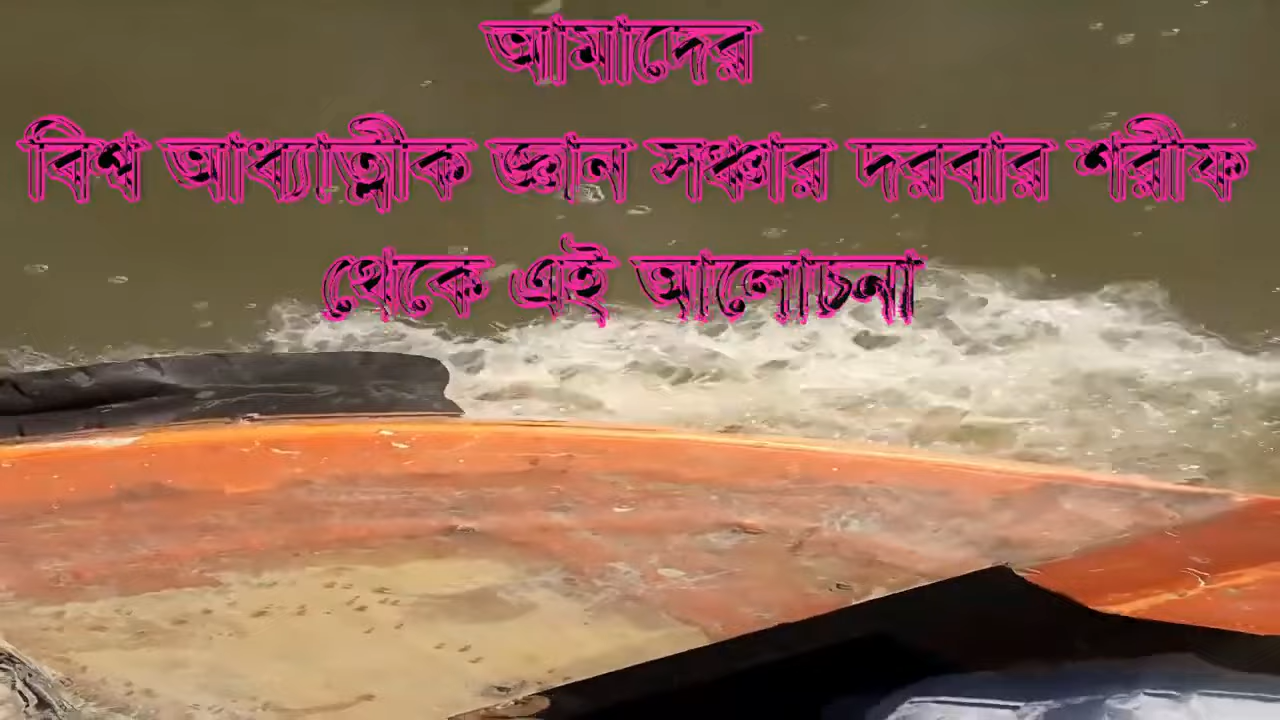 আমাদের
বিশ্ব আধ্যাত্নীক জ্ঞান সঞ্চার দরবার শরীফ
থেকে এই আলোচনা